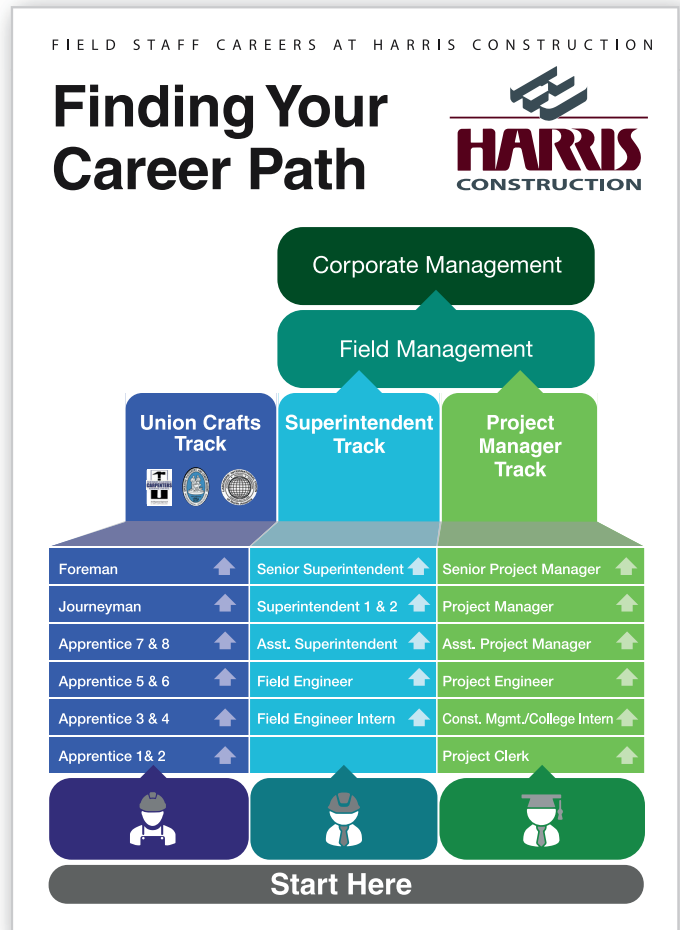 FIELD STAFF CAREERS AT HARRIS CONSTRUCTION
Finding Your
Career Path
HARRIS
CONSTRUCTION
Corporate Management
Field Management
Union Crafts
Track
CARPENTERS
Superintendent
Track
Project
Manager
Track
Foreman
Senior Superintendent
Senior Project Manager
Journeyman
Superintendent 1 & 2
Project Manager
Apprentice 7 & 8
Asst. Superintendent
Asst. Project Manager
Apprentice 5 & 6
Field Engineer
Project Engineer
Apprentice 3 & 4
Field Engineer Intern
Const. Mgmt./College Intern
Apprentice 1& 2
Project Clerk
Start Here